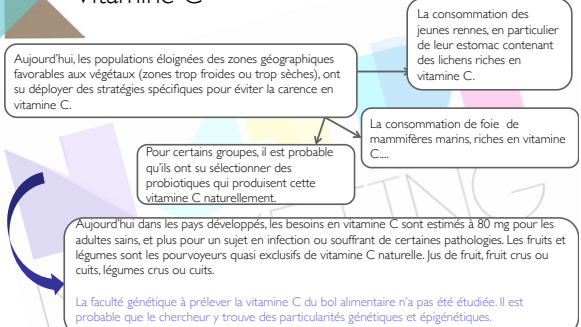 Vitamine C
La consommation des
jeunes rennes, en particulier
de leur estomac contenant
des lichens riches en
vitamine C.
Aujourd'hui, les populations éloignées des zones géographiques
favorables aux végétaux (zones trop froides ou trop sèches), ont
su déployer des stratégies spécifiques pour éviter la carence en
vitamine C.
La consommation de foie de
mammifères marins, riches en vitamine
C....
Pour certains groupes, il est probable
qu'ils ont su sélectionner des
probiotiques qui produisent cette
vitamine C naturellement.
Aujourd'hui dans les pays développés, les besoins en vitamine C sont estimés à 80 mg pour les
adultes sains, et plus pour un sujet en infection ou souffrant de certaines pathologies. Les fruits et
légumes sont les pourvoyeurs quasi exclusifs de vitamine C naturelle. Jus de fruit, fruit crus ou
cuits, légumes crus ou cuits.
La faculté génétique à prélever la vitamine C du bol alimentaire n'a pas été étudiée. Il est
probable que le chercheur y trouve des particularités génétiques et épigénétiques.